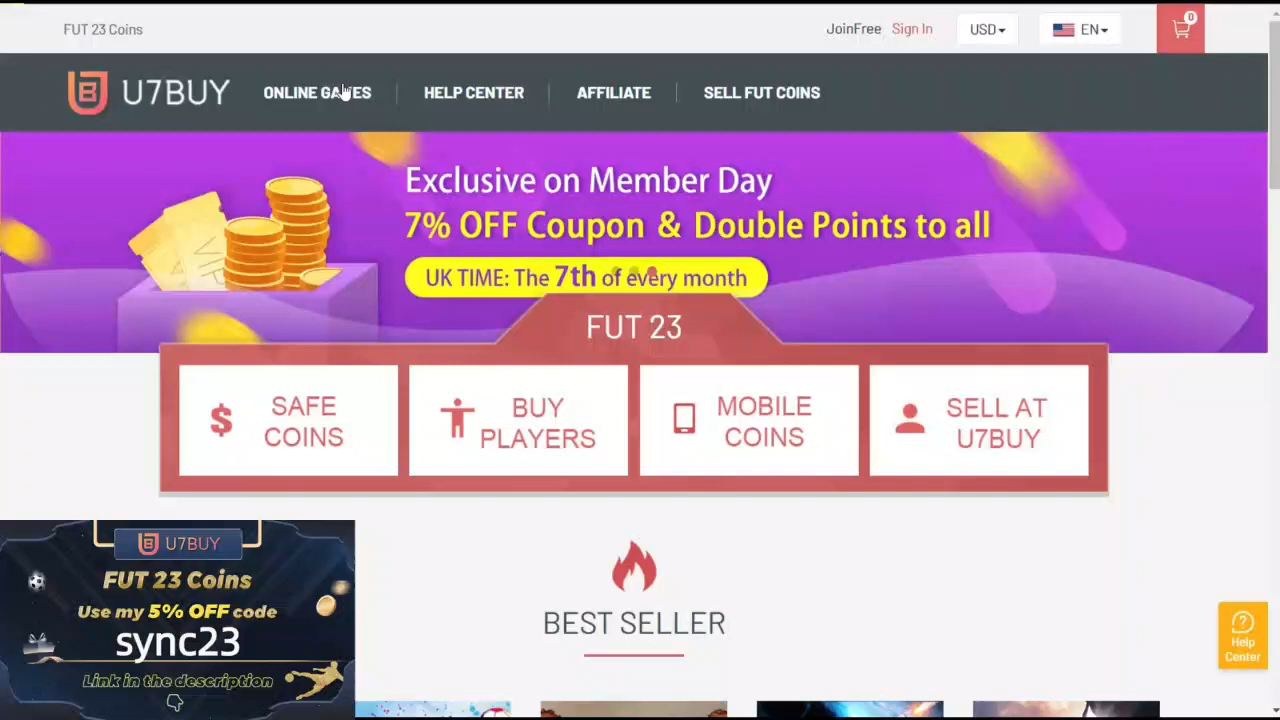 FUT 23 Coins
JoinFree Sign In USD EN 0
U7BUY ONLINE GAMES HELP CENTER AFFILIATE SELL FUT COINS
Exclusive on Member Day
7% OFF Coupon & Double Points to all
UK TIME: The 7th of every month
FUT 23
$ SAFE
COINS
BUY
PLAYERS
MOBILE
COINS
SELL AT
U7BUY
BEST SELLER
U7BUY
FUT 23 Coins
Use my 5% OFF code
sync23
Link in the description
Help
Center